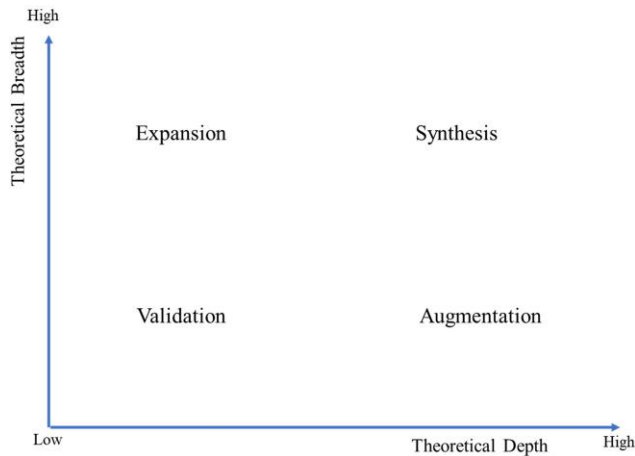 High
Theoretical Breadth
Expansion
Synthesis
Validation
Augmentation
Low
Theoretical Depth
High